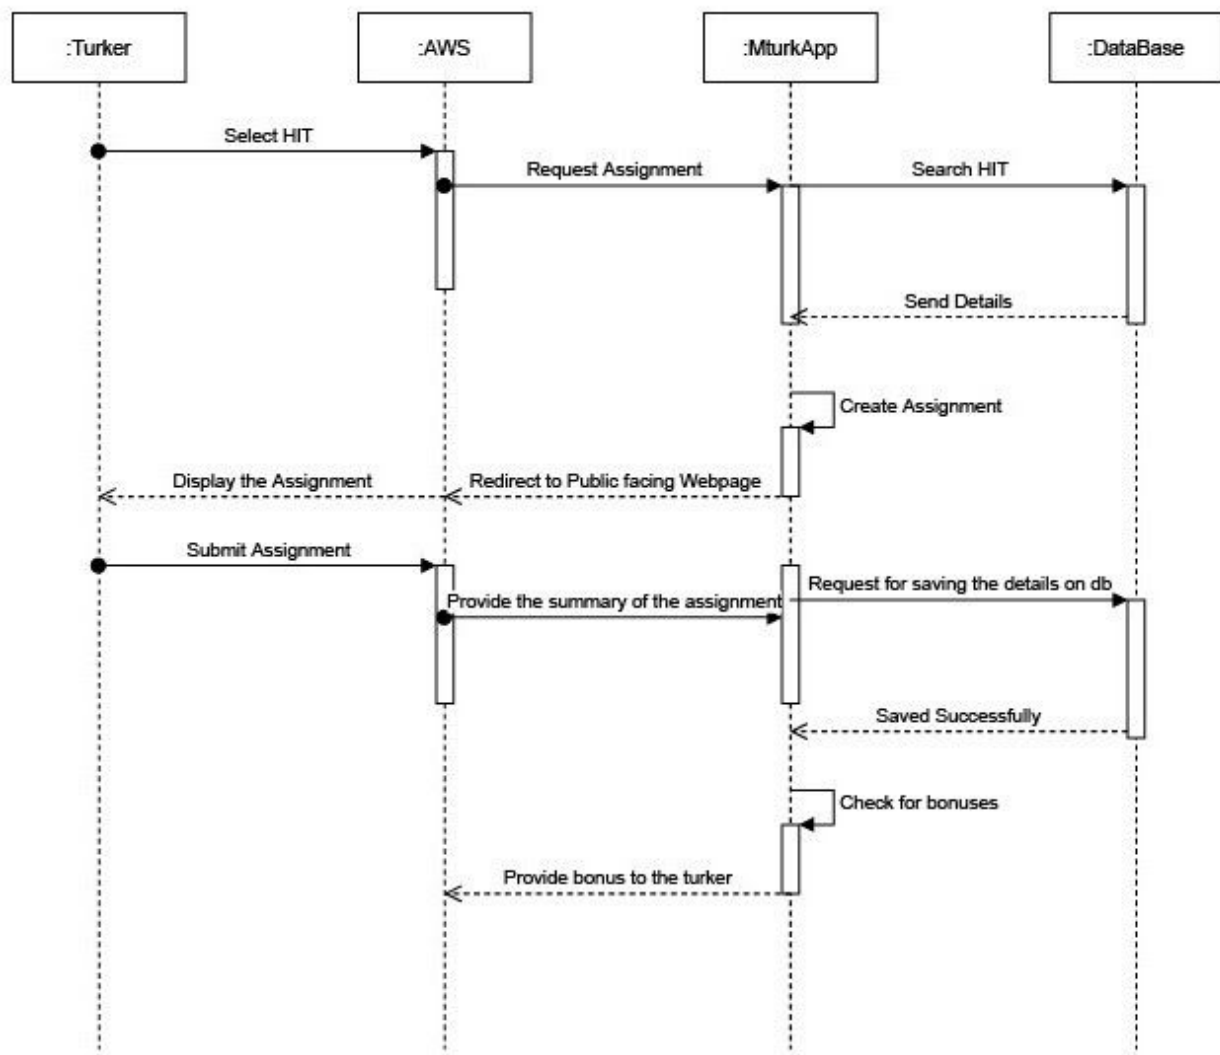 :Turker
:AWS
:MturkApp
:DataBase
Select HIT
Request Assignment
Search HIT
Send Details
Create Assignment
Display the Assignment
Redirect to Public facing Webpage
Submit Assignment
Request for saving the details on db
Provide the summary of the assignment
Saved Successfully
Check for bonuses
Provide bonus to the turker